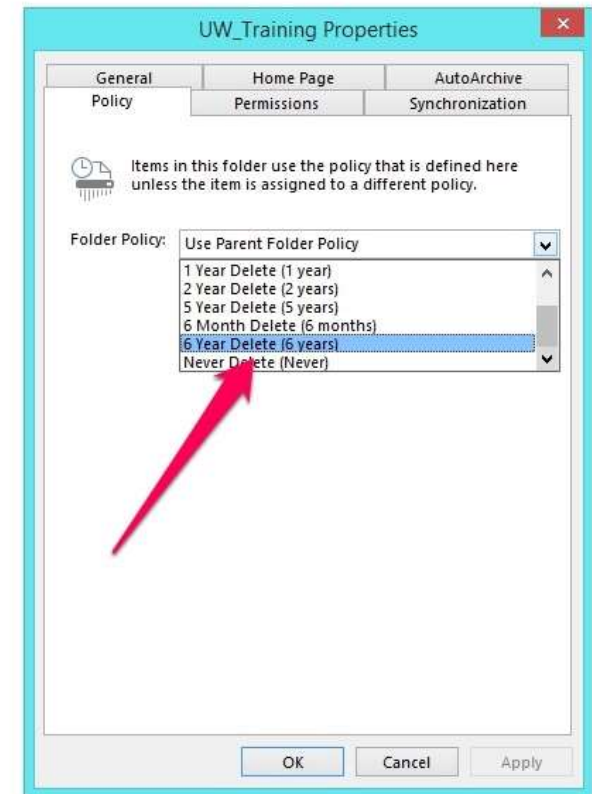 UW_Training Properties
General Home Page AutoArchive
Policy Permissions Synchronization
Items in this folder use the policy that is defined here
unless the item is assigned to a different policy.
Folder Policy: Use Parent Folder Policy
1 Year Delete (1 year)
2 Year Delete (2 years)
5 Year Delete (5 years)
6 Month Delete (6 months)
6 Year Delete (6 years)
Never Delete (Never)
OK Cancel Apply